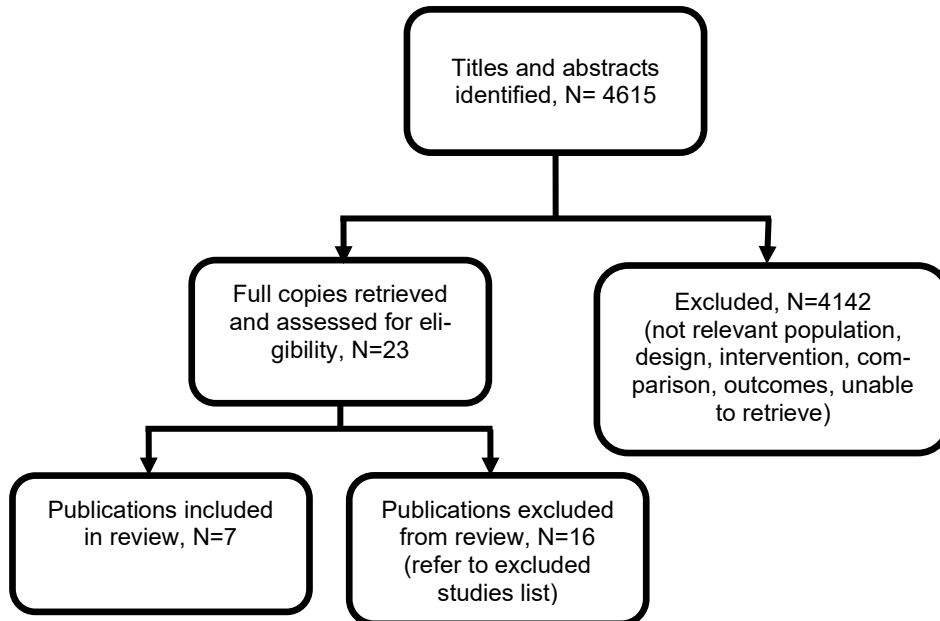 Titles and abstracts
identified, N= 4615
Full copies retrieved
and assessed for eli-
gibility, N=23
Excluded, N=4142
(not relevant population,
design, intervention, com-
parison, outcomes, unable
to retrieve)
Publications included
in review, N=7
Publications excluded
from review, N=16
(refer to excluded
studies list)